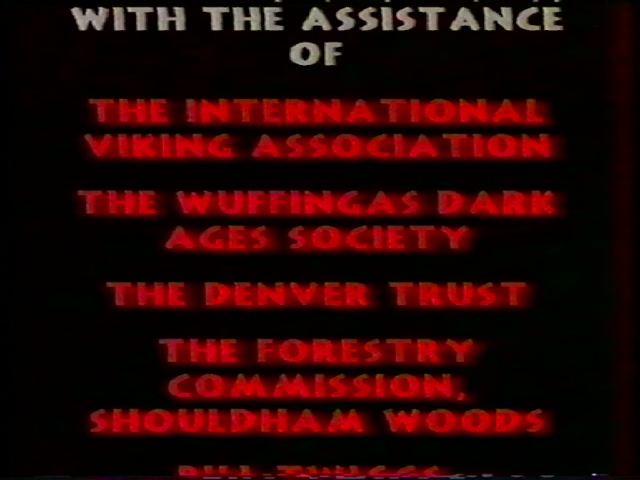 WITH THE ASSISTANCE
OF
THE INTERNATIONAL
VIKING ASSOCIATION
THE WUFFINGAS DARK
AGES SOCIETY
THE DENVER TRUST
THE FORESTRY
COMMISSION,
SHOULDHAM WOODS